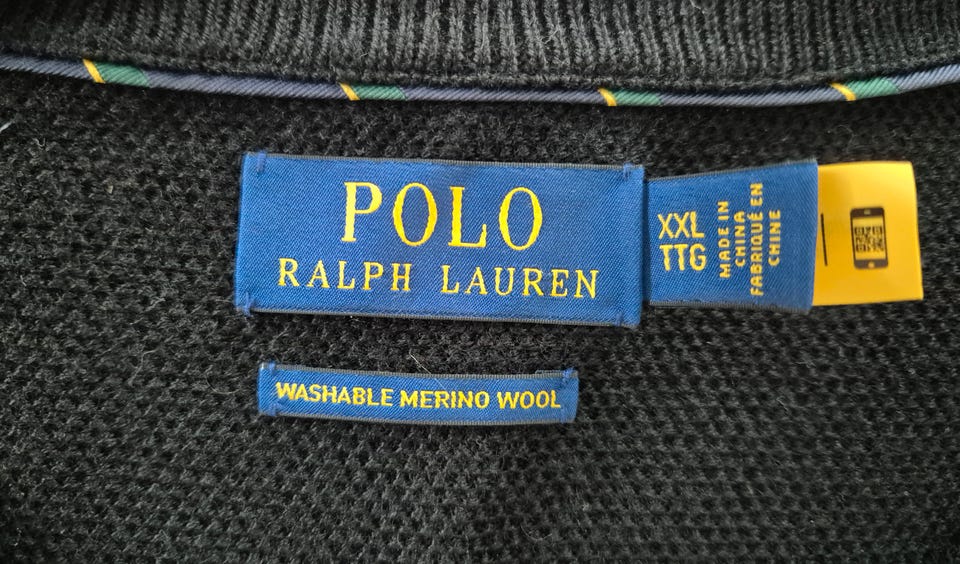 POLO
RALPH LAUREN
XXL
TTG
MADE IN
CHINA
FABRIQUÉ EN
CHINE
WASHABLE MERINO WOOL